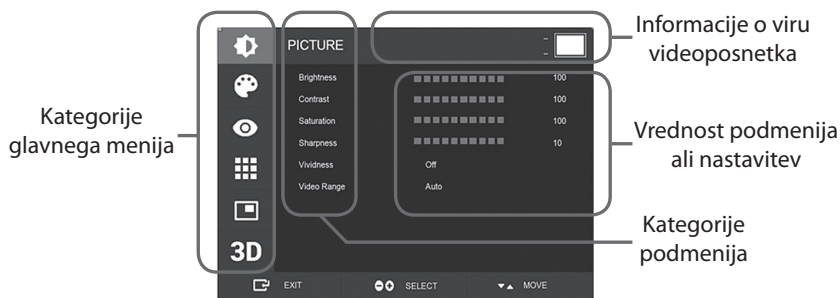 Informacije o viru
videoposnetka
Kategorije
glavnega menija
PICTURE
Brightness 100
Contrast 100
Saturation 100
Sharpness 10
Vividness Off
Video Range Auto
3D
EXIT SELECT MOVE
Vrednost podmenija
ali nastavitev
Kategorije
podmenija